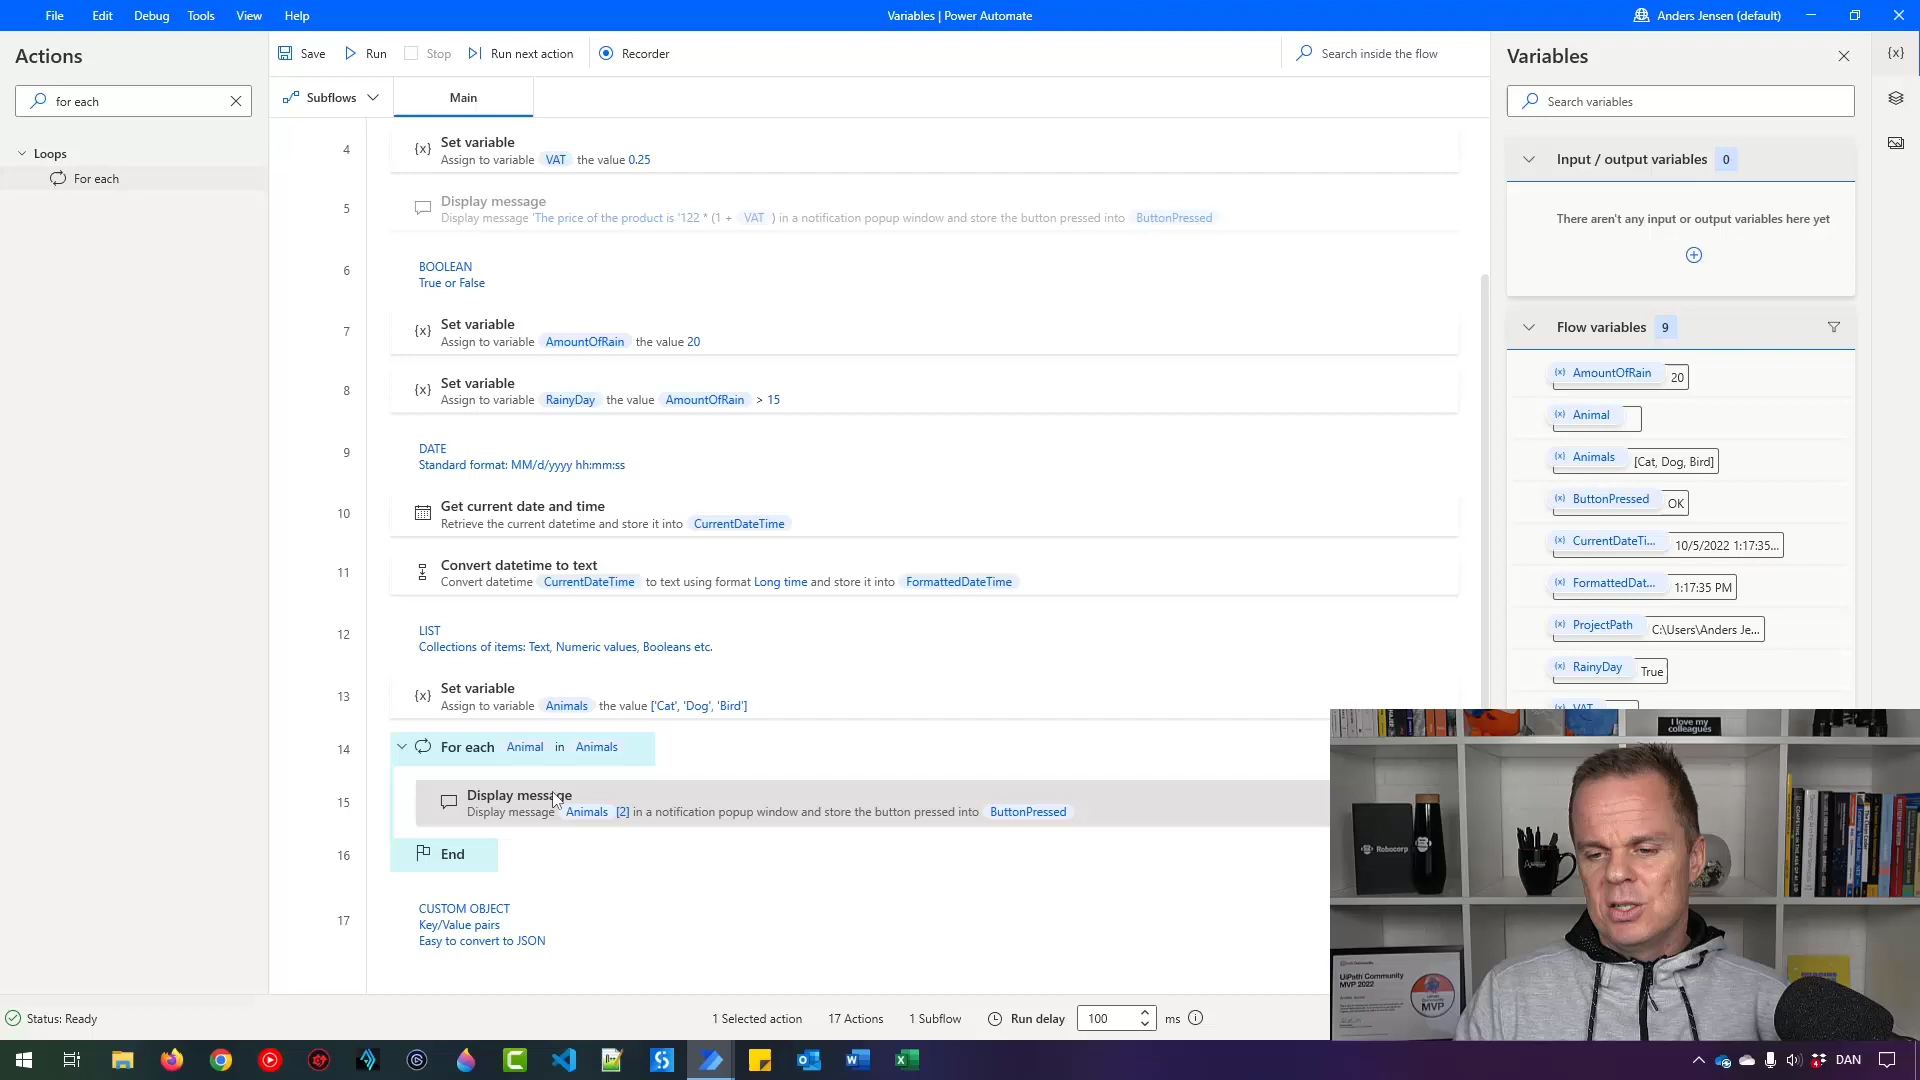 File Edit Debug Tools View Help
Variables | Power Automate
Anders Jensen (default)
Actions
for each
Loops
For each
Save Run Stop Run next action Recorder
Search inside the flow
Subflows
Main
4
{x} Set variable
Assign to variable VAT the value 0.25
5
Display message
Display message 'The price of the product is '122 * (1 + VAT ) in a notification popup window and store the button pressed into ButtonPressed
6
BOOLEAN
True or False
7
{x} Set variable
Assign to variable AmountOfRain the value 20
8
{x} Set variable
Assign to variable RainyDay the value AmountOfRain > 15
9
DATE
Standard format: MM/d/yyyy hh:mm:ss
10
Get current date and time
Retrieve the current datetime and store it into CurrentDateTime
11
Convert datetime to text
Convert datetime CurrentDateTime to text using format Long time and store it into FormattedDateTime
12
LIST
Collections of items: Text, Numeric values, Booleans etc.
13
{x} Set variable
Assign to variable Animals the value ['Cat', 'Dog', 'Bird']
14
For each Animal in Animals
15
Display message
Display message Animals [2] in a notification popup window and store the button pressed into ButtonPressed
16
End
17
CUSTOM OBJECT
Key/Value pairs
Easy to convert to JSON
Variables
{x}
Search variables
Input / output variables 0
There aren't any input or output variables here yet
Flow variables 9
(x) AmountOfRain 20
(x) Animal
(x) Animals [Cat, Dog, Bird]
(x) ButtonPressed OK
(x) CurrentDateTi... 10/5/2022 1:17:35...
(x) FormattedDat... 1:17:35 PM
(x) ProjectPath C:\Users\Anders Je...
(x) RainyDay True
(x) VAT
I love my
colleagues
Robocorp
UiPath Community
MVP 2022
MVP
Status: Ready
1 Selected action
17 Actions
1 Subflow
Run delay 100 ms
DAN